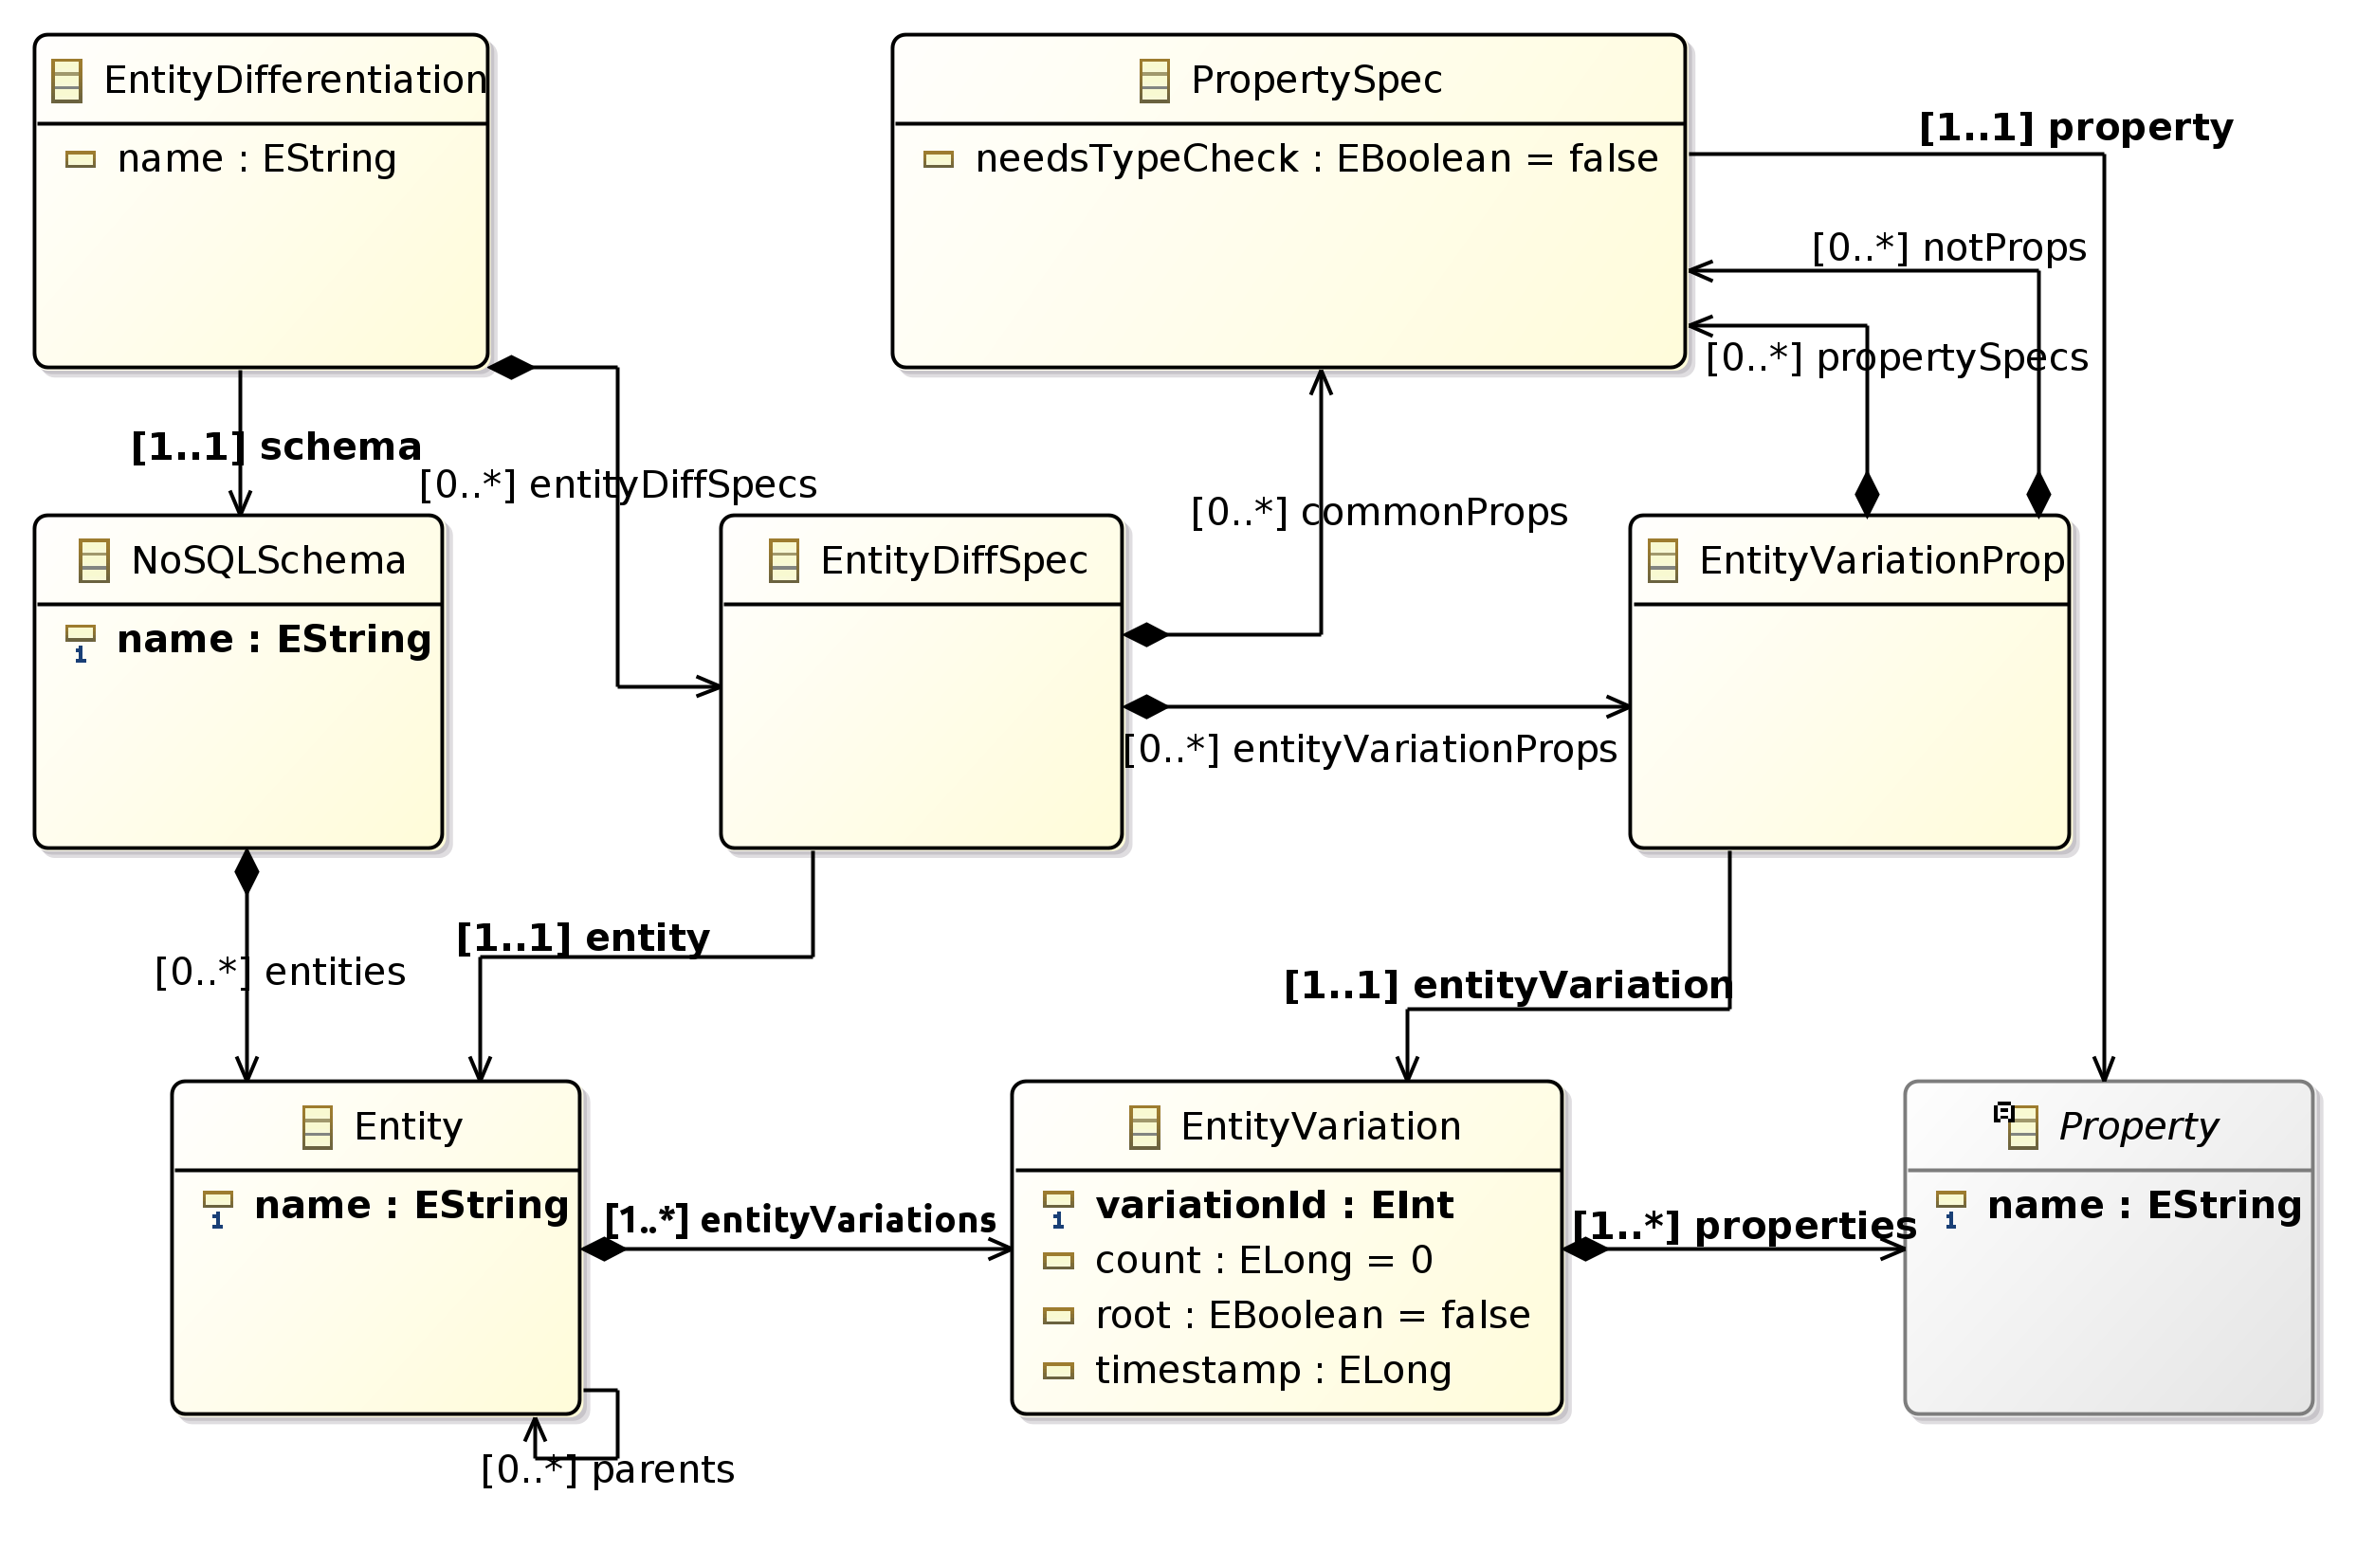 EntityDifferentiation
name : EString
PropertySpec
needsTypeCheck : EBoolean = false
[1..1] property
[0..*] notProps
[0..*] propertySpecs
[1..1] schema
[0..*] entityDiffSpecs
[0..*] commonProps
NoSQLSchema
name : EString
EntityDiffSpec
EntityVariationProp
[0..*] entityVariationProps
[1..1] entity
[0..*] entities
[1..1] entityVariation
Entity
name : EString
[1..*] entityVariations
EntityVariation
variationId : EInt
count : ELong = 0
root : EBoolean = false
timestamp : ELong
[1..*] properties
Property
name : EString
[0..*] parents